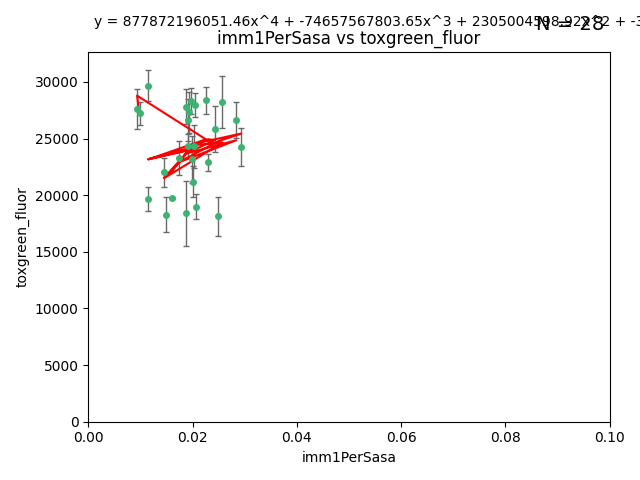 y = 877872196051.46x^4 + -74657567803.65x^3 +
N = 28
imm1PerSasa vs toxgreen_fluor
30000
25000
20000
15000
10000
5000
0
toxgreen_fluor
0.00 0.02 0.04 0.06 0.08 0.10
imm1PerSasa